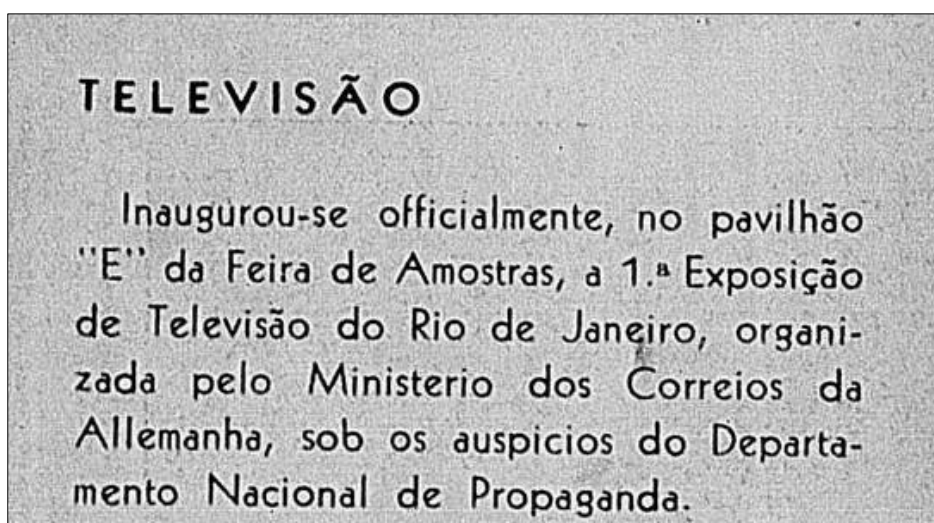 TELEVISÃO
Inaugurou-se officialmente, no pavilhão
"E" da Feira de Amostras, a 1.ª Exposição
de Televisão do Rio de Janeiro, organi-
zada pelo Ministerio dos Correios da
Allemanha, sob os auspicios do Departa-
mento Nacional de Propaganda.